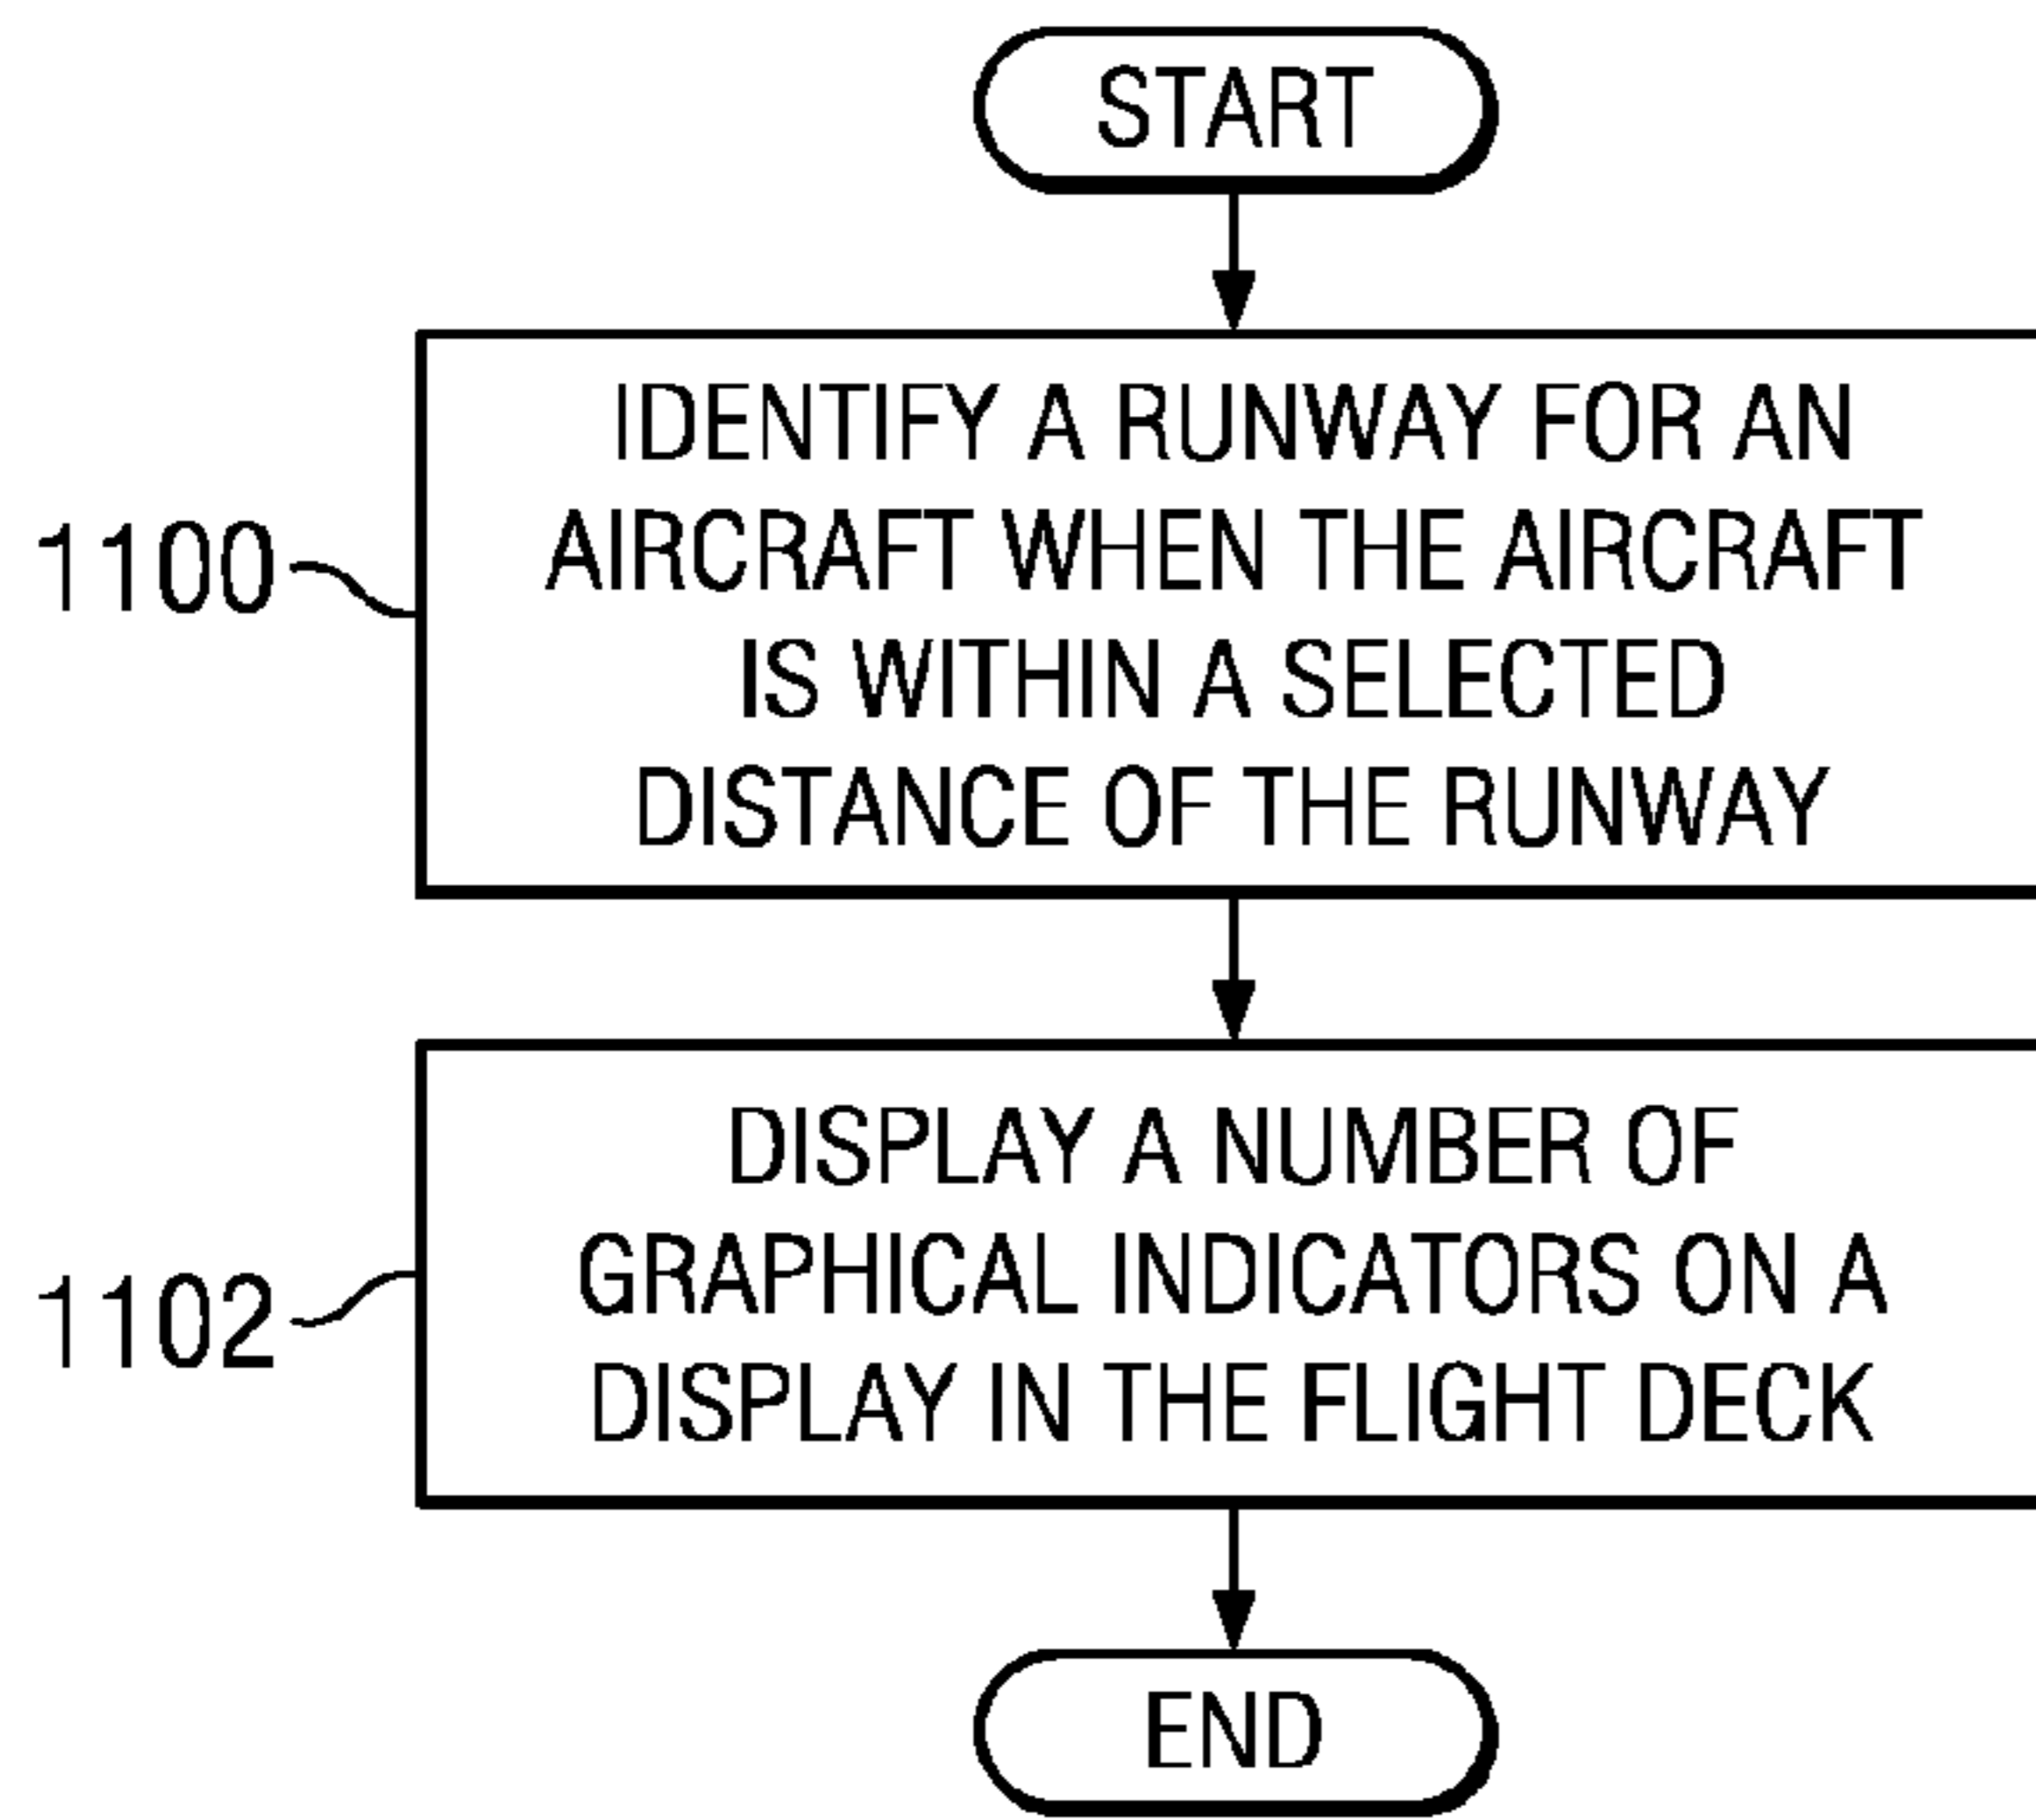 START
IDENTIFY A RUNWAY FOR AN
AIRCRAFT WHEN THE AIRCRAFT
IS WITHIN A SELECTED
DISTANCE OF THE RUNWAY
1100
DISPLAY A NUMBER OF
GRAPHICAL INDICATORS ON A
DISPLAY IN THE FLIGHT DECK
1102
END